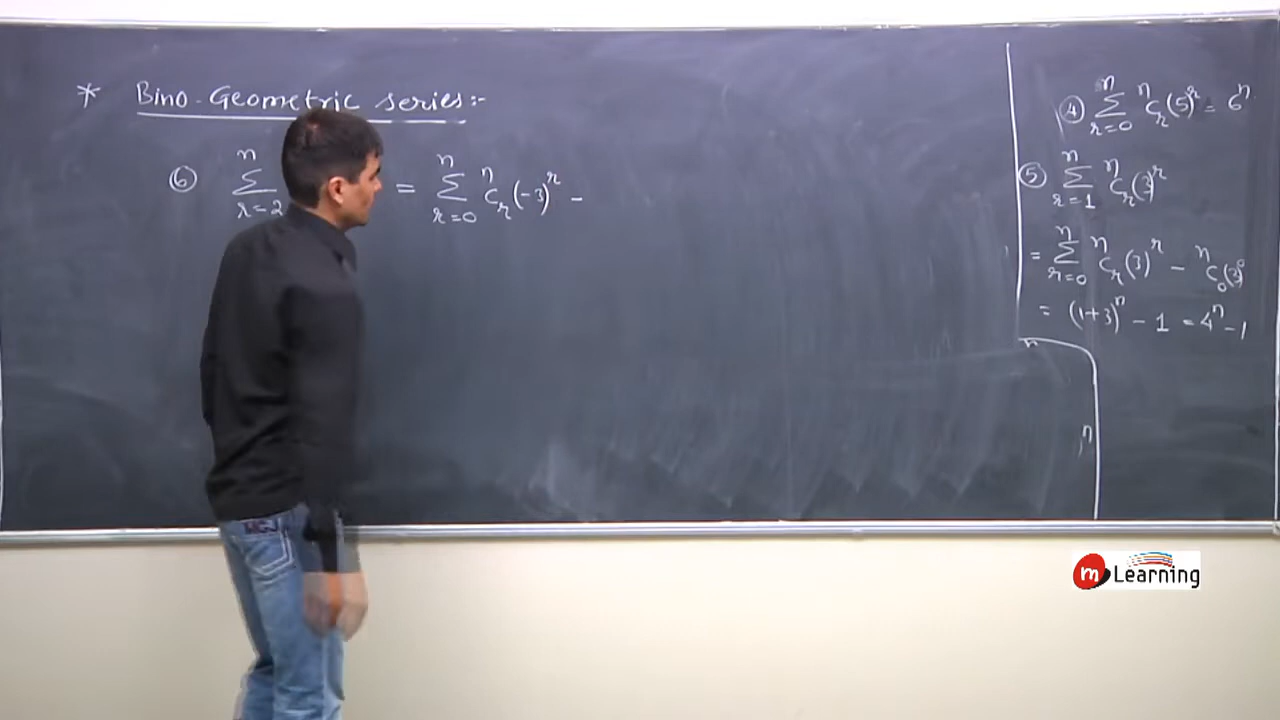 * Bino-Geometric series:-
⑥ n Σ r=2 = n Σ r=0 ⁿCᵣ(-3)ʳ -
④ n Σ r=0 ⁿCᵣ(5)ʳ = 6ⁿ
⑤ n Σ r=1 ⁿCᵣ(3)ʳ
= n Σ r=0 ⁿCᵣ(3)ʳ - ⁿC₀(3)⁰
= (1+3)ⁿ - 1 = 4ⁿ-1
n
n
m Learning